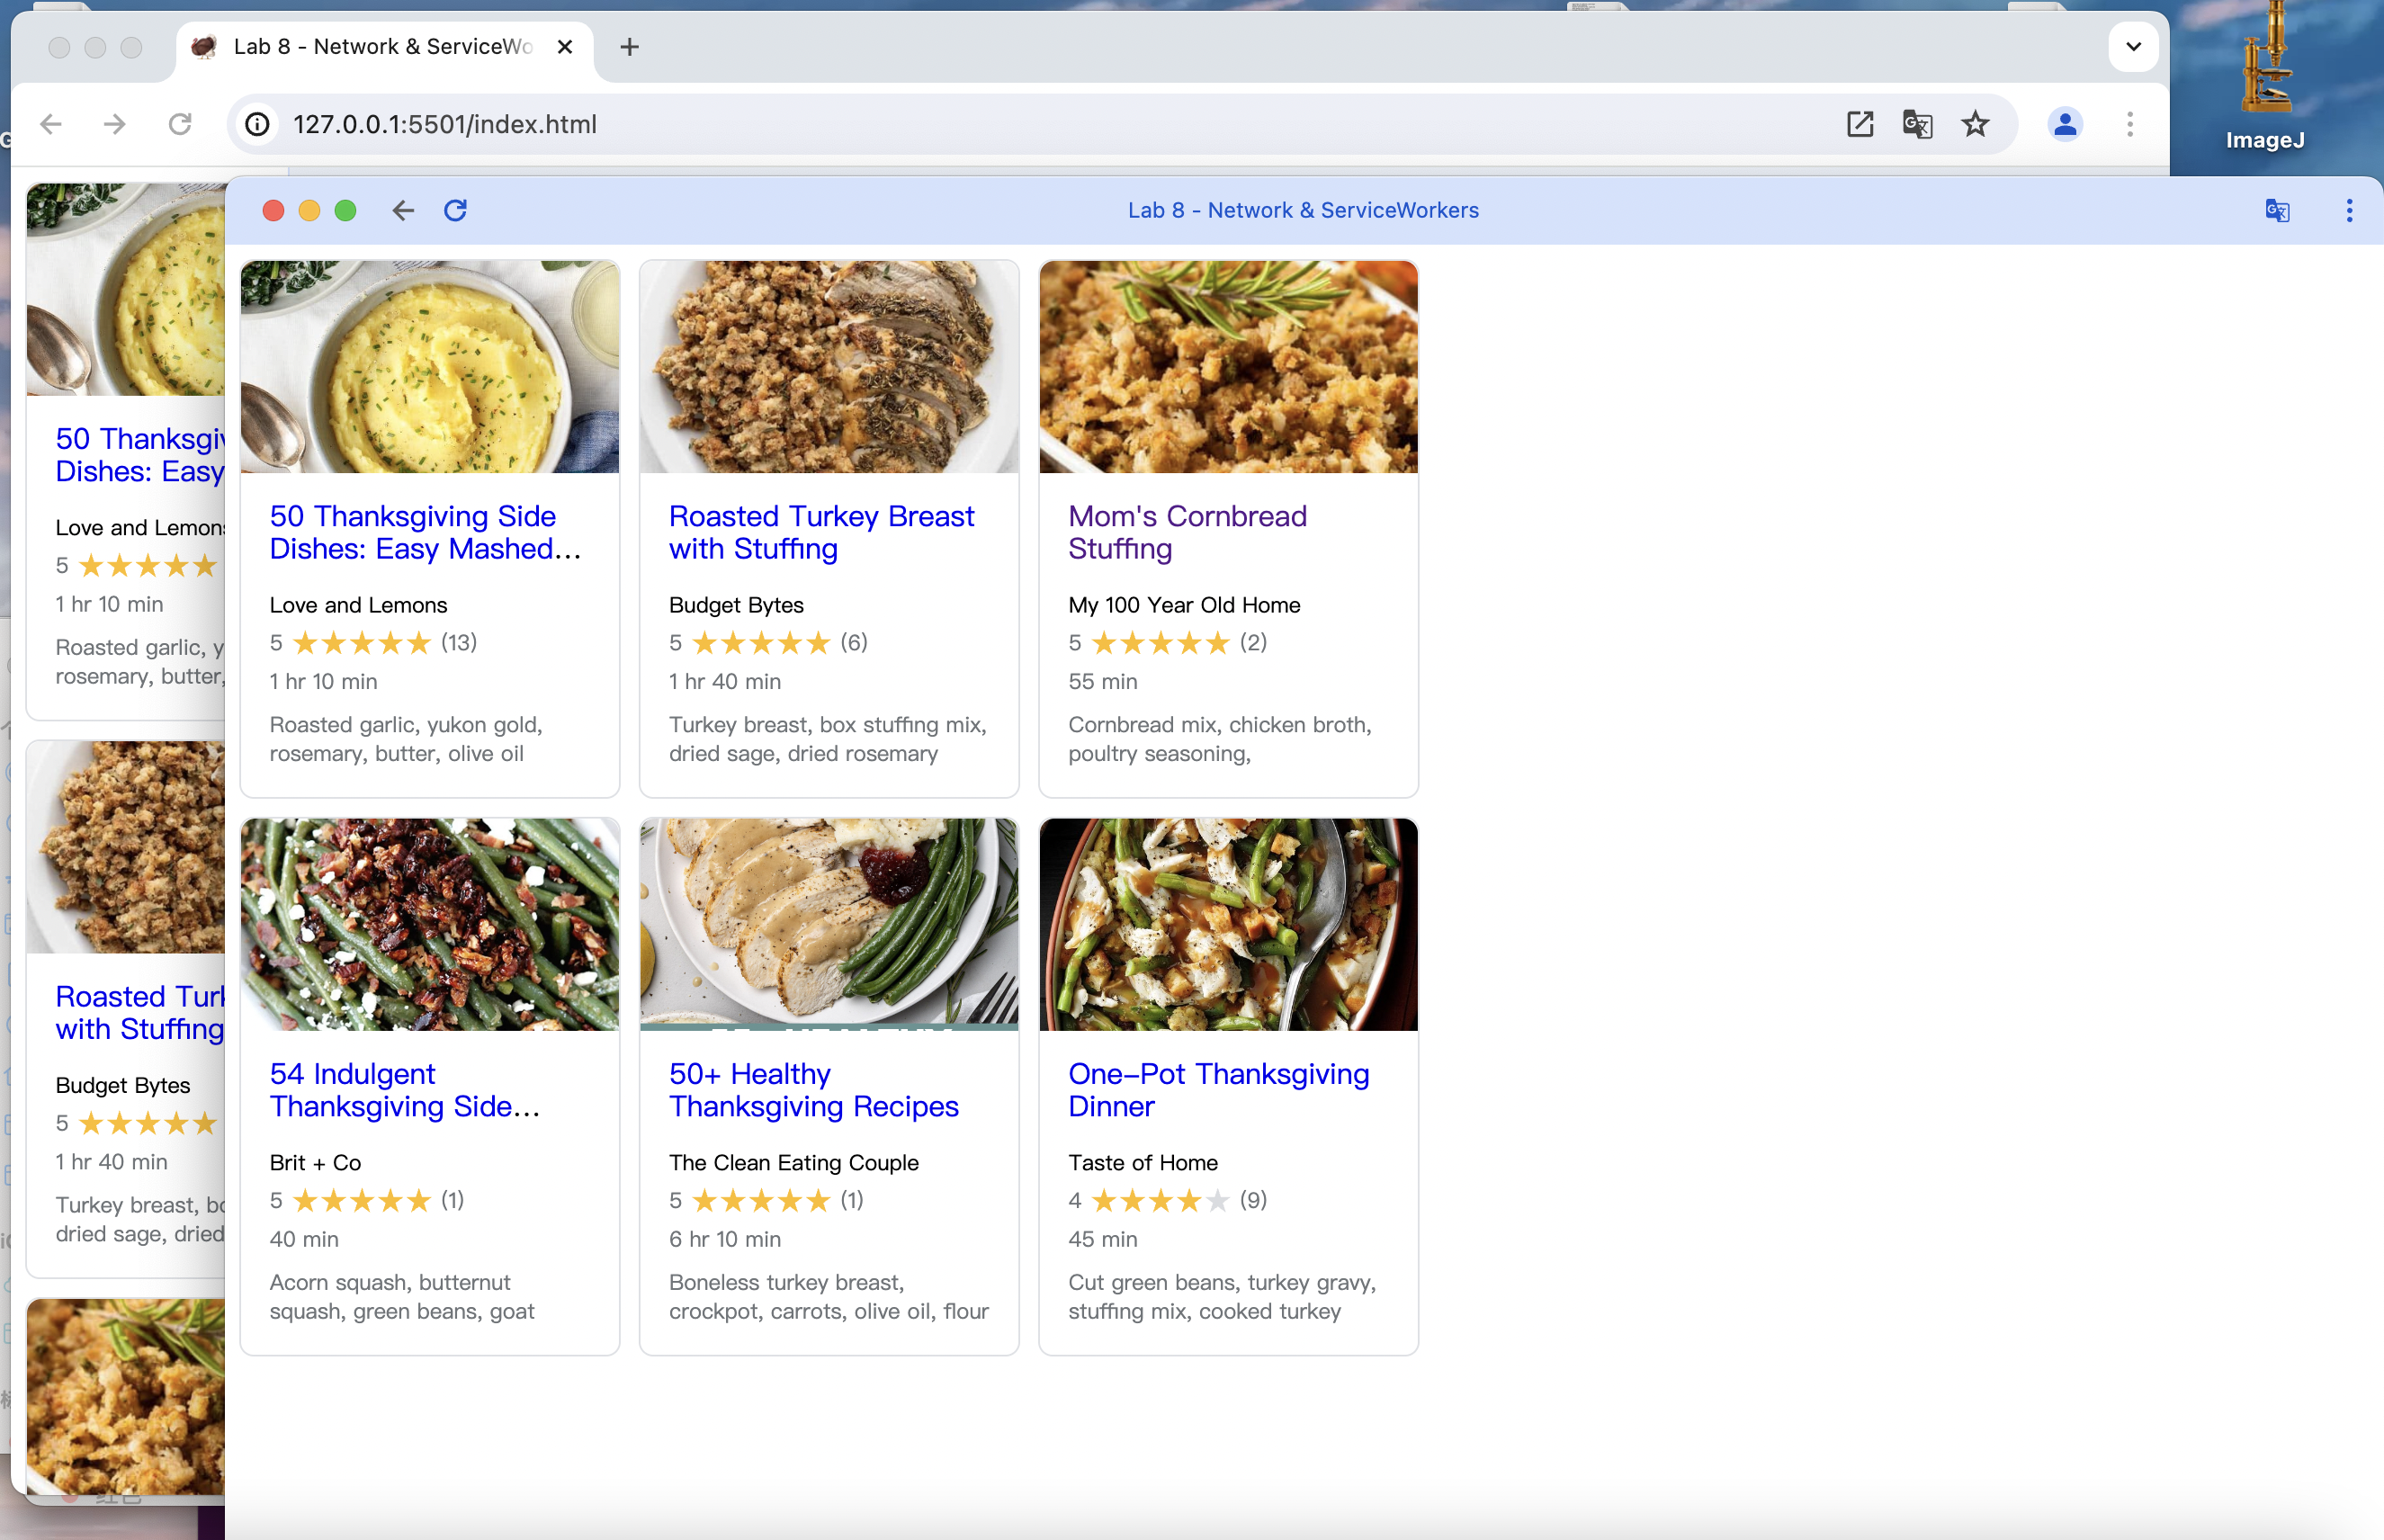 Lab 8 - Network & ServiceWo
127.0.0.1:5501/index.html
ImageJ
Lab 8 - Network & ServiceWorkers
50 Thanksgiv
Dishes: Easy
Love and Lemons
5
1 hr 10 min
Roasted garlic, y
rosemary, butter,
Roasted Turk
with Stuffing
Budget Bytes
5
1 hr 40 min
Turkey breast, bo
dried sage, dried
50 Thanksgiving Side
Dishes: Easy Mashed...
Love and Lemons
5 ★★★★★ (13)
1 hr 10 min
Roasted garlic, yukon gold,
rosemary, butter, olive oil
Roasted Turkey Breast
with Stuffing
Budget Bytes
5 ★★★★★ (6)
1 hr 40 min
Turkey breast, box stuffing mix,
dried sage, dried rosemary
Mom's Cornbread
Stuffing
My 100 Year Old Home
5 ★★★★★ (2)
55 min
Cornbread mix, chicken broth,
poultry seasoning,
54 Indulgent
Thanksgiving Side...
Brit + Co
5 ★★★★★ (1)
40 min
Acorn squash, butternut
squash, green beans, goat
50+ Healthy
Thanksgiving Recipes
The Clean Eating Couple
5 ★★★★★ (1)
6 hr 10 min
Boneless turkey breast,
crockpot, carrots, olive oil, flour
One-Pot Thanksgiving
Dinner
Taste of Home
4 ★★★★★ (9)
45 min
Cut green beans, turkey gravy,
stuffing mix, cooked turkey